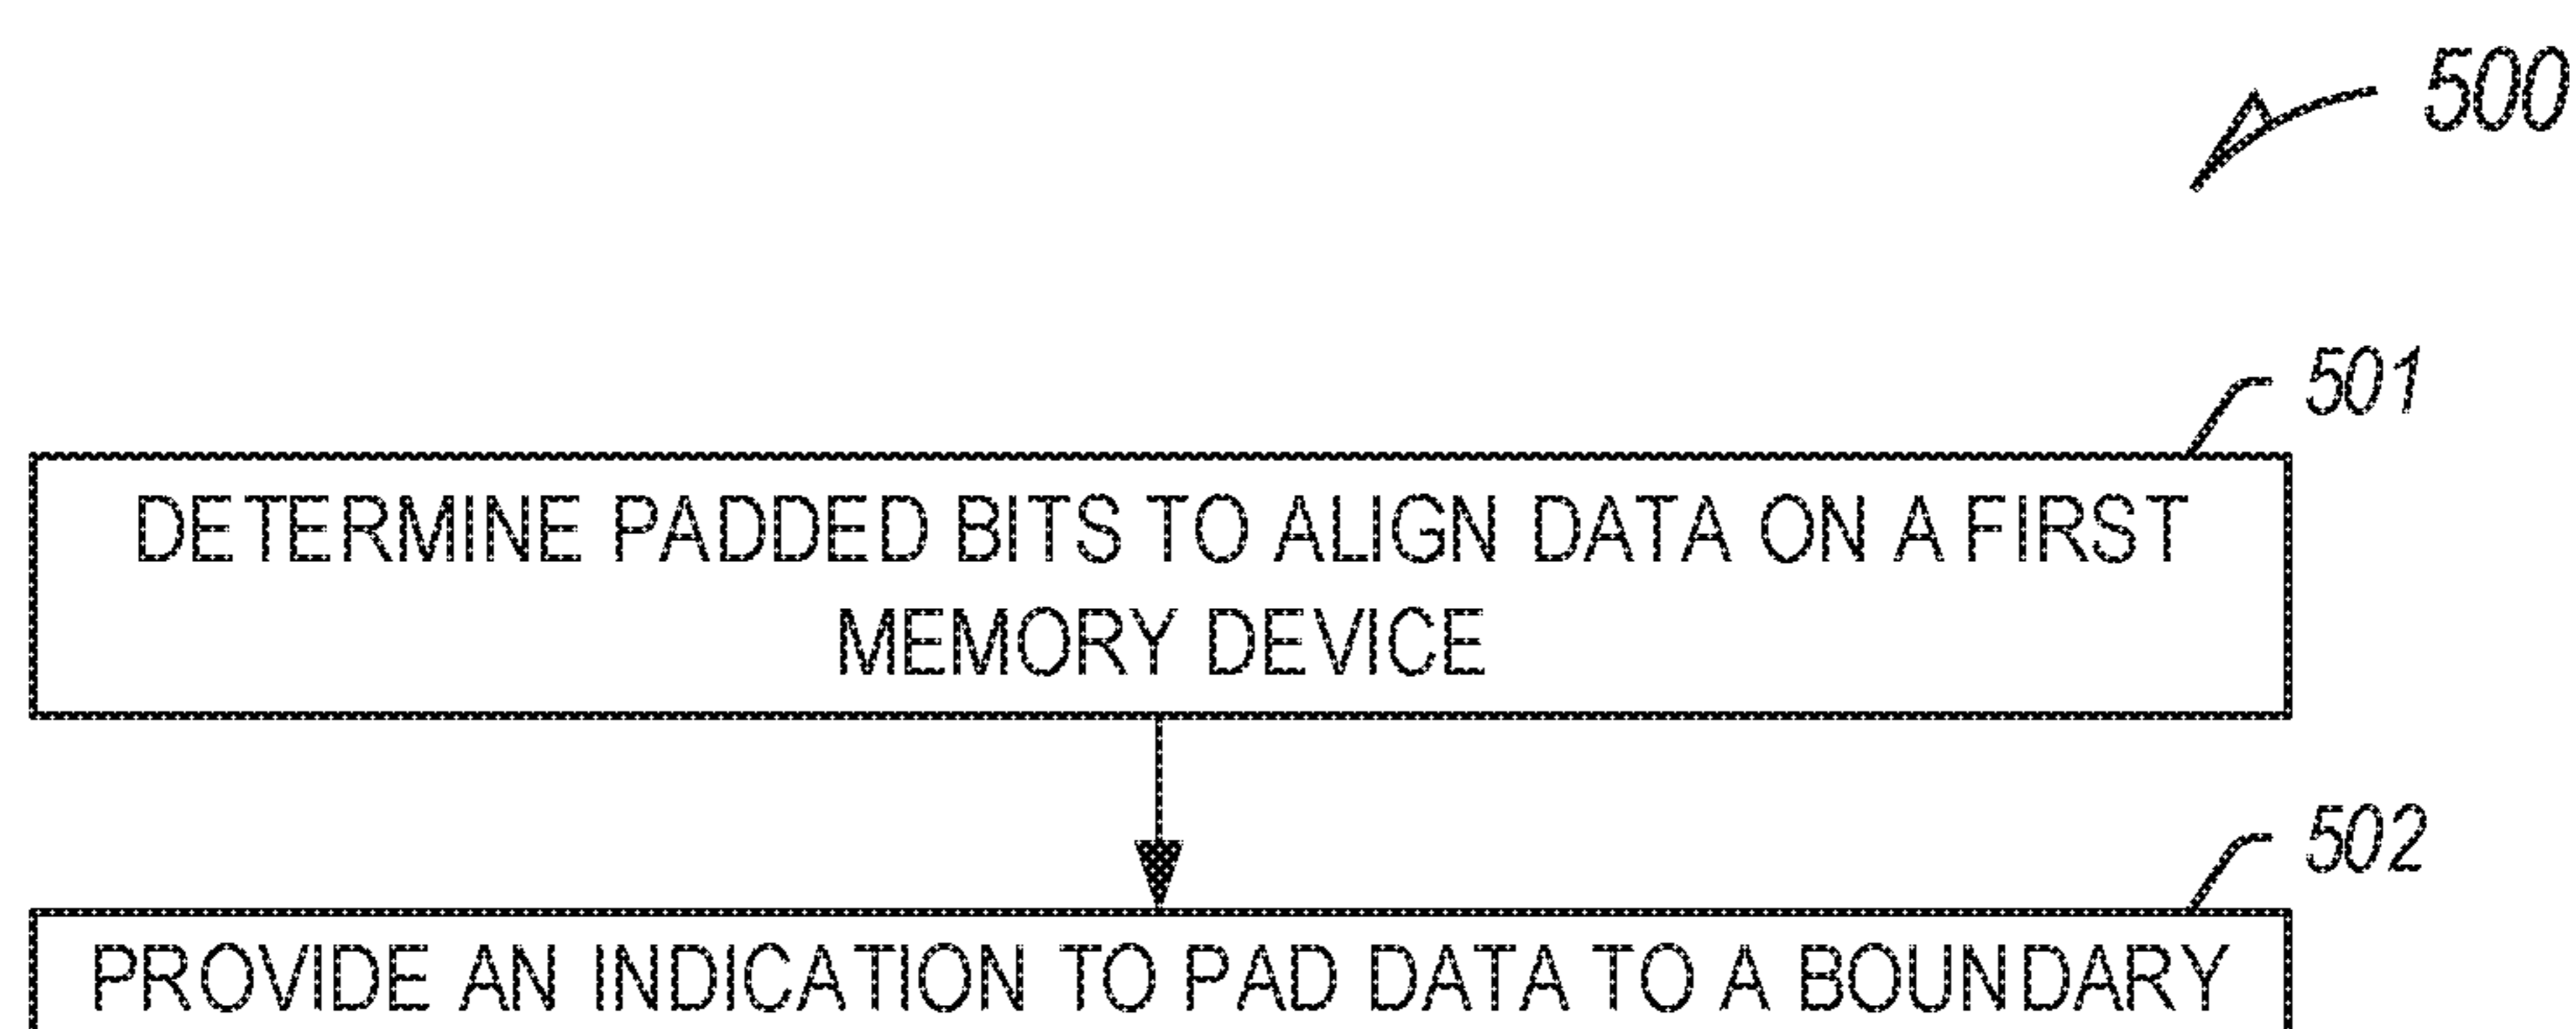 500
501
DETERMINE PADDED BITS TO ALIGN DATA ON A FIRST
MEMORY DEVICE
502
PROVIDE AN INDICATION TO PAD DATA TO A BOUNDARY